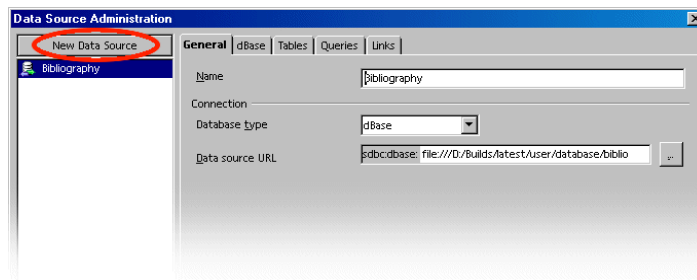 Data Source Administration
New Data Source
General dBase Tables Queries Links
Bibliography
Name Bibliography
Connection
Database type dBase
Data source URL sdbc:dbase: file:///D:/Builds/latest/user/database/biblio ..